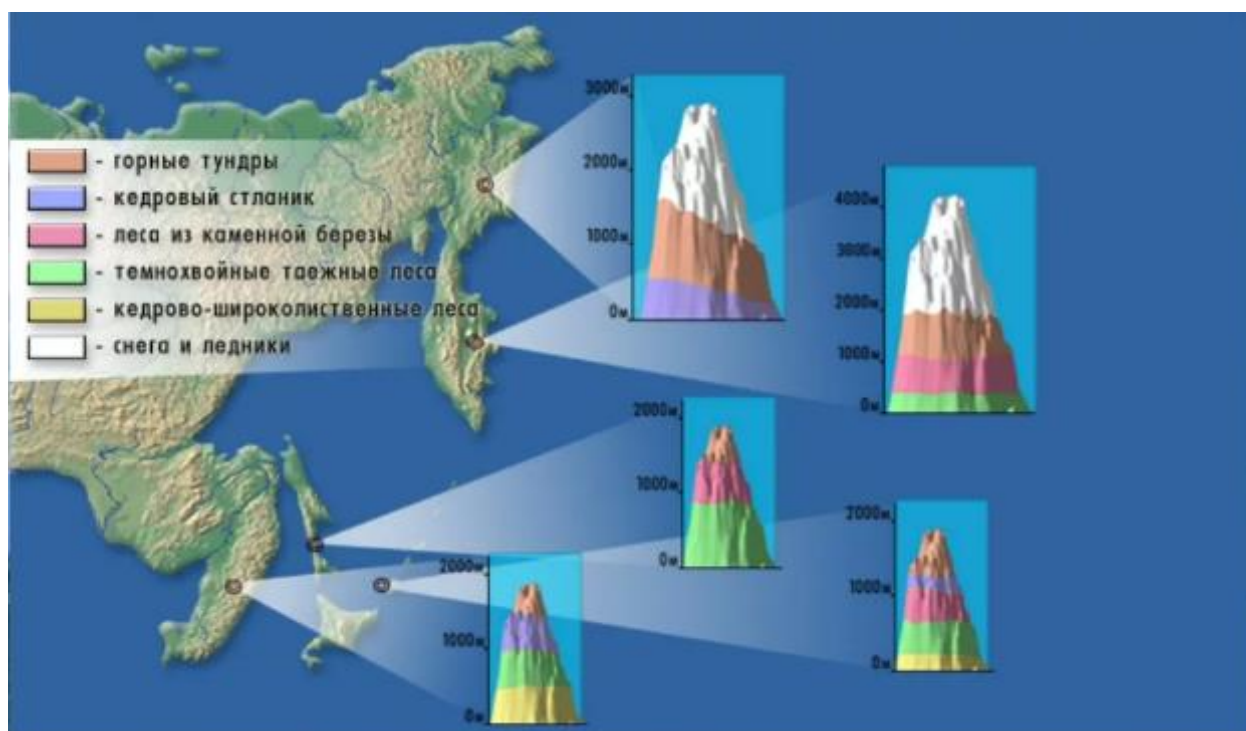 - горные тундры
- кедровый стланик
- леса из каменной березы
- темнохвойные таежные леса
- кедрово-широколиственные леса
- снега и ледники
3000м
2000м
1000м
0м
4000м
3000м
2000м
1000м
0м
2000м
1000м
0м
2000м
1000м
0м
2000м
1000м
0м